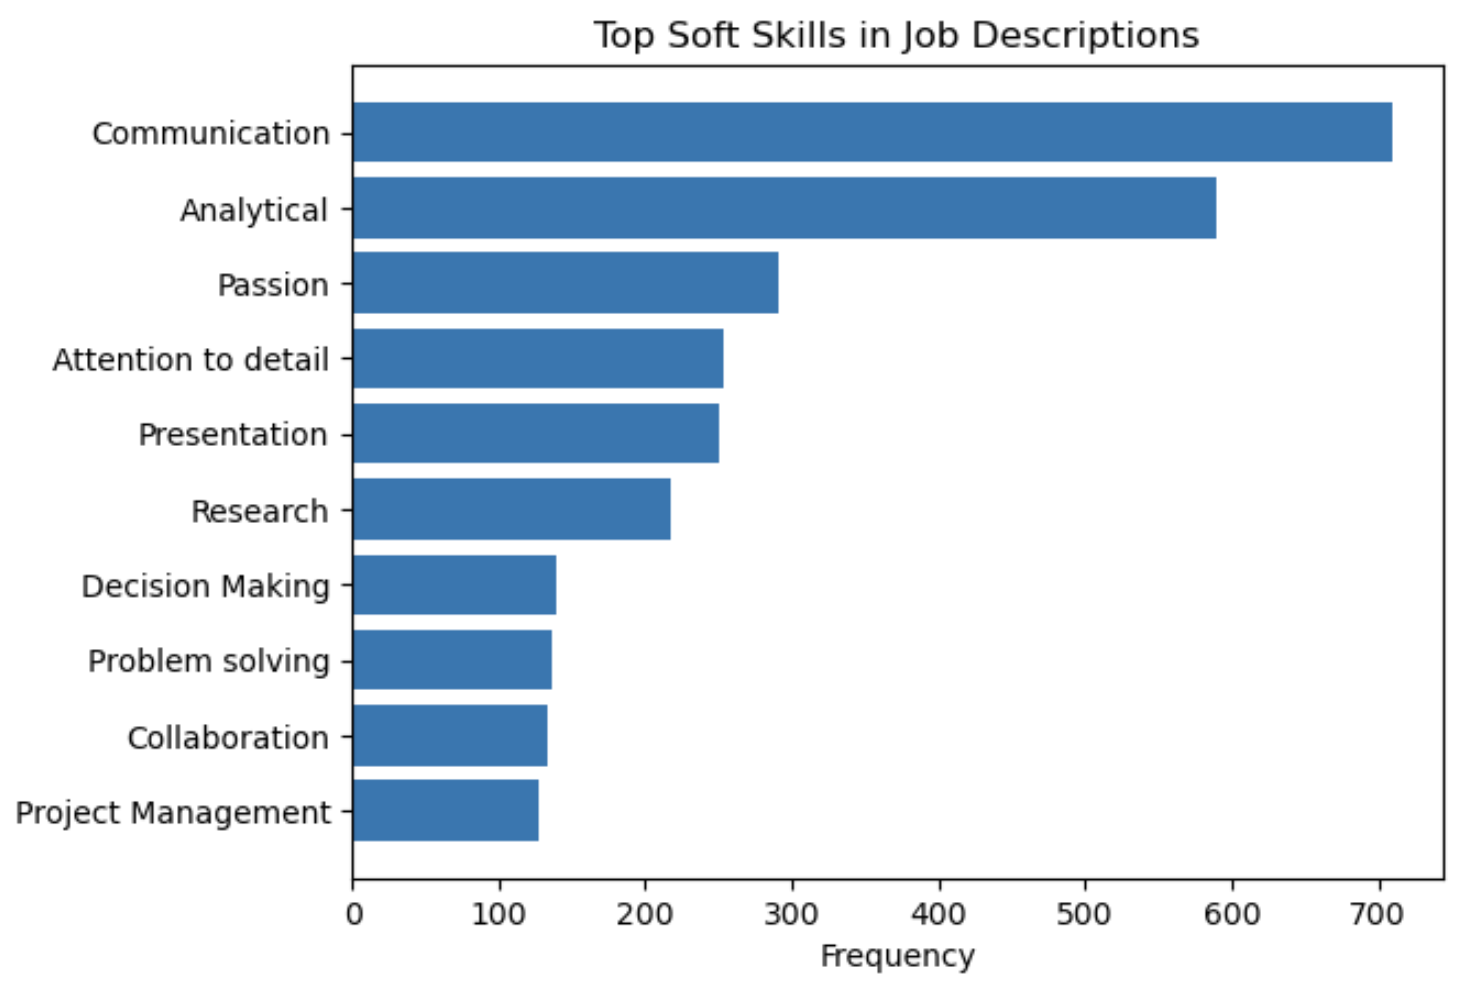 Top Soft Skills in Job Descriptions
Communication
Analytical
Passion
Attention to detail
Presentation
Research
Decision Making
Problem solving
Collaboration
Project Management
0 100 200 300 400 500 600 700
Frequency